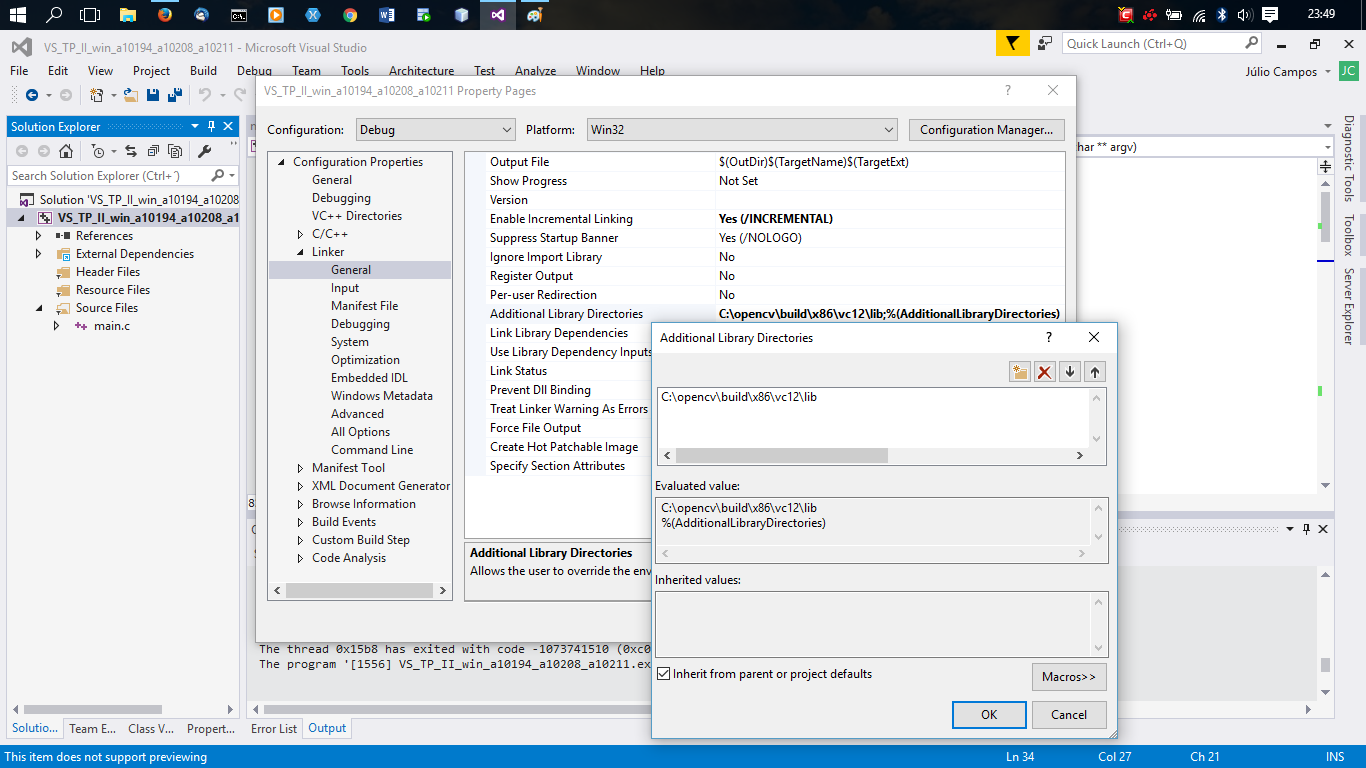 23:49
VS_TP_II_win_a10194_a10208_a10211 - Microsoft Visual Studio
Quick Launch (Ctrl+Q)
File Edit View Project Build Debug Team Tools Architecture Test Analyze Window Help
Júlio Campos
JC
Solution Explorer
Search Solution Explorer (Ctrl+´)
Solution 'VS_TP_II_win_a10194_a10208
VS_TP_II_win_a10194_a10208_a1
References
External Dependencies
Header Files
Resource Files
Source Files
main.c
VS_TP_II_win_a10194_a10208_a10211 Property Pages
Configuration: Debug Platform: Win32 Configuration Manager...
Configuration Properties
General
Debugging
VC++ Directories
C/C++
Linker
General
Input
Manifest File
Debugging
System
Optimization
Embedded IDL
Windows Metadata
Advanced
All Options
Command Line
Manifest Tool
XML Document Generator
Browse Information
Build Events
Custom Build Step
Code Analysis
Output File $(OutDir)$(TargetName)$(TargetExt)
Show Progress Not Set
Version
Enable Incremental Linking Yes (/INCREMENTAL)
Suppress Startup Banner Yes (/NOLOGO)
Ignore Import Library No
Register Output No
Per-user Redirection No
Additional Library Directories C:\opencv\build\x86\vc12\lib;%(AdditionalLibraryDirectories)
Link Library Dependencies
Use Library Dependency Inputs
Link Status
Prevent Dll Binding
Treat Linker Warning As Errors
Force File Output
Create Hot Patchable Image
Specify Section Attributes
Additional Library Directories
Allows the user to override the env
har ** argv)
Diagnostic Tools
Toolbox
Server Explorer
Additional Library Directories
C:\opencv\build\x86\vc12\lib
Evaluated value:
C:\opencv\build\x86\vc12\lib
%(AdditionalLibraryDirectories)
Inherited values:
Inherit from parent or project defaults
Macros>>
OK Cancel
The thread 0x15b8 has exited with code -1073741510 (0xc0
The program '[1556] VS_TP_II_win_a10194_a10208_a10211.ex
Solutio... Team E... Class V... Propert... Error List Output
This item does not support previewing Ln 34 Col 27 Ch 21 INS